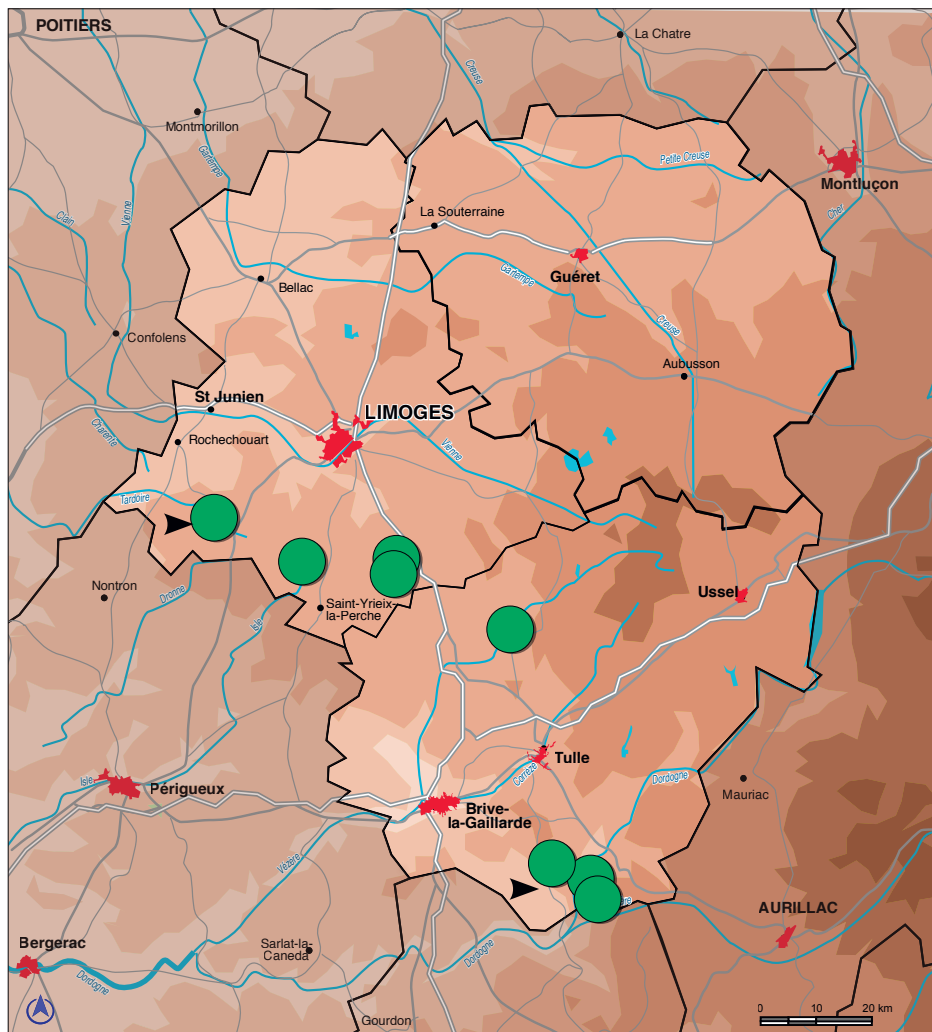 POITIERS
La Chatre
Creuse
Montmorillon
Gartempe
Petite Creuse
Montluçon
Clain
Vienne
Cher
La Souterraine
Guéret
Gartempe
Bellac
Creuse
Confolens
Aubusson
St Junien
LIMOGES
Charente
Rochechouart
Vienne
Tardoire
Nontron
Dronne
Ussel
Saint-Yrieix-
la-Perche
Isle
Tulle
Corrèze
Dordogne
Isle
Périgueux
Mauriac
Brive-
la-Gaillarde
Vézère
AURILLAC
Bergerac
Sarlat-la-
Caneda
Dordogne
Dordogne
Gourdon
0 10 20 km